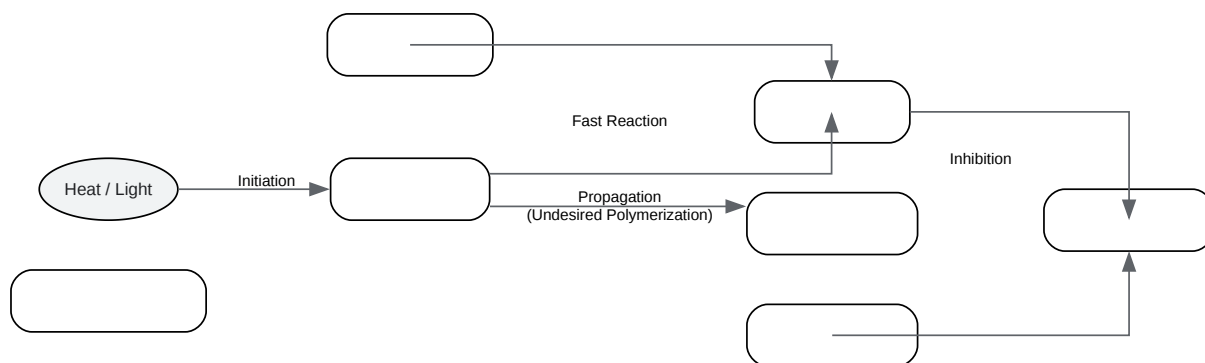 Fast Reaction
Inhibition
Heat / Light
Initiation
Propagation
(Undesired Polymerization)